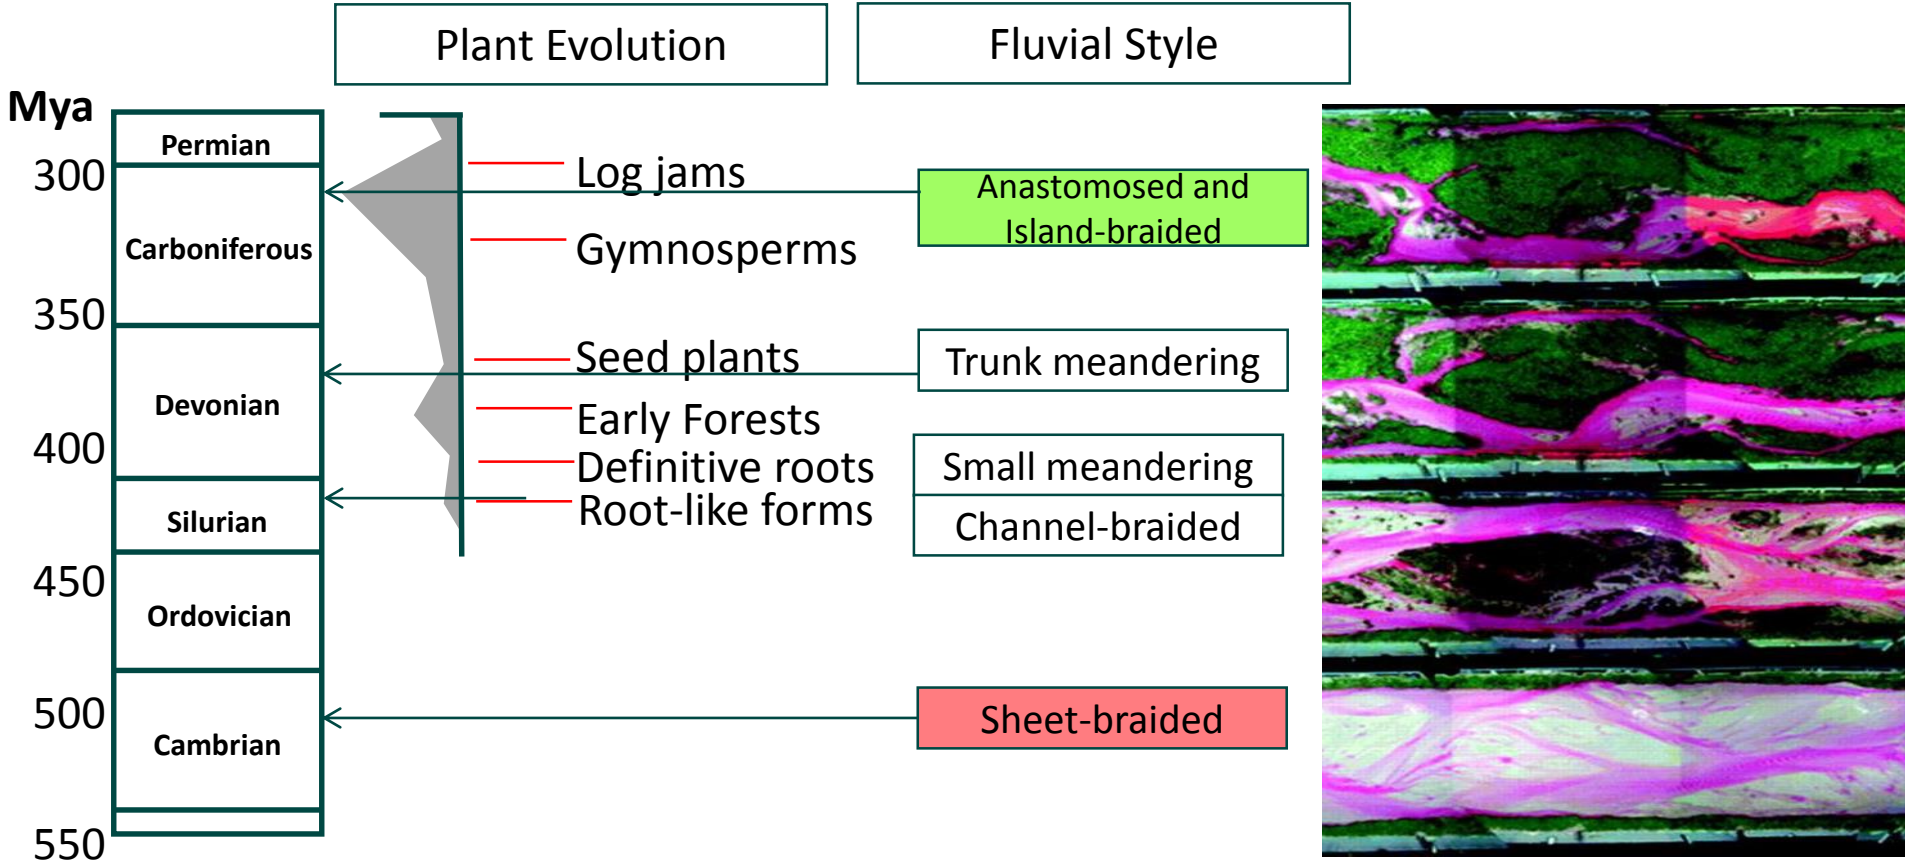 Plant Evolution
Fluvial Style
Mya
Permian
300
Carboniferous
350
Devonian
400
Silurian
450
Ordovician
500
Cambrian
550
Log jams
Gymnosperms
Seed plants
Early Forests
Definitive roots
Root-like forms
Anastomosed and
Island-braided
Trunk meandering
Small meandering
Channel-braided
Sheet-braided